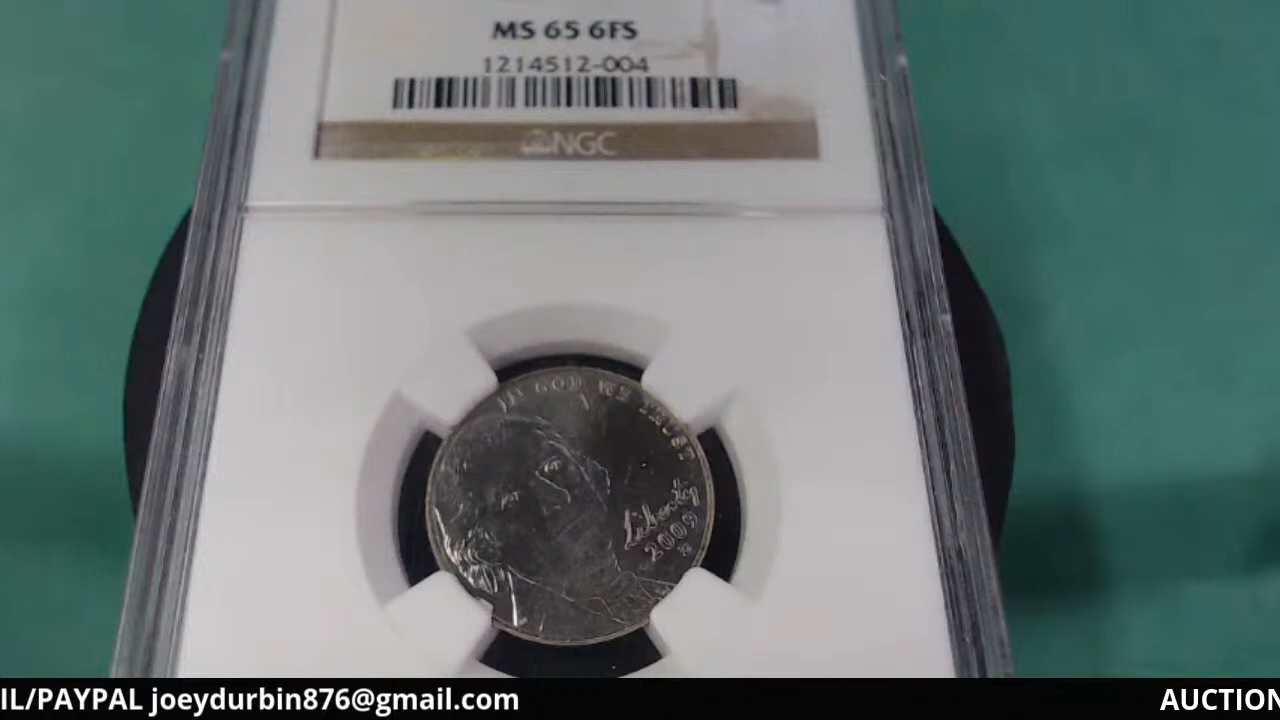 MS 65 6FS
1214512-004
NGC
IN GOD WE TRUST
Liberty
2009
IL/PAYPAL joeydurbin876@gmail.com
AUCTION